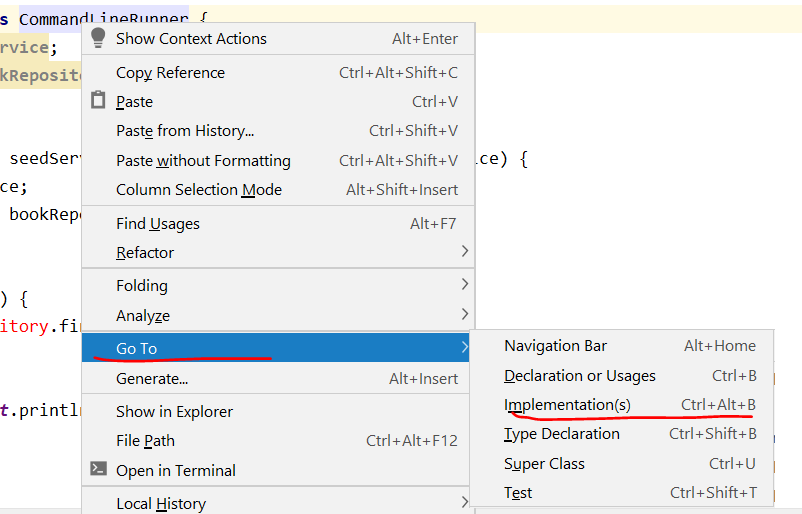 s CommandLineRunner {
Show Context Actions Alt+Enter
rvice;
Copy Reference Ctrl+Alt+Shift+C
kReposito
Paste Ctrl+V
Paste from History... Ctrl+Shift+V
seedServ Paste without Formatting Ctrl+Alt+Shift+V ce) {
ce; Column Selection Mode Alt+Shift+Insert
bookRepo Find Usages Alt+F7
Refactor
Folding
) {
Analyze
itory.fin
Go To Navigation Bar Alt+Home
Generate... Alt+Insert Declaration or Usages Ctrl+B
t.println Show in Explorer Implementation(s) Ctrl+Alt+B
File Path Ctrl+Alt+F12 Type Declaration Ctrl+Shift+B
Open in Terminal Super Class Ctrl+U
Local History Test Ctrl+Shift+T